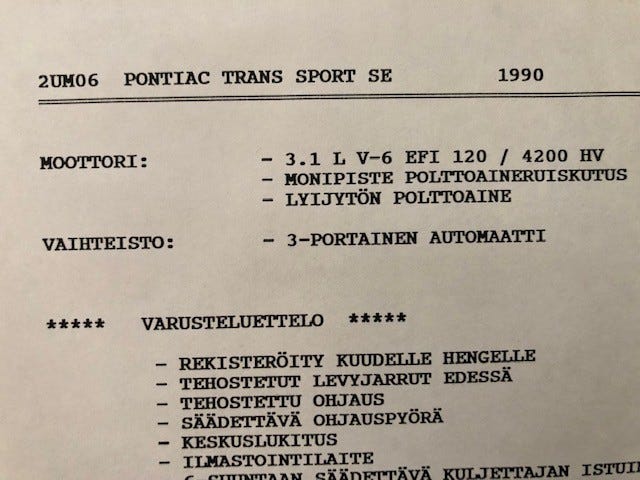 2UM06 PONTIAC TRANS SPORT SE 1990
MOOTTORI: - 3.1 L V-6 EFI 120 / 4200 HV
- MONIPISTE POLTTOAINERUISKUTUS
- LYIJYTÖN POLTTOAINE
VAIHTEISTO: - 3-PORTAINEN AUTOMAATTI
***** VARUSTELUETTELO *****
- REKISTERÖITY KUUDELLE HENGELLE
- TEHOSTETUT LEVYJARRUT EDESSÄ
- TEHOSTETTU OHJAUS
- SÄÄDETTÄVÄ OHJAUSPYÖRÄ
- KESKUSLUKITUS
- ILMASTOINTILAITE
- 6-SUUNTAAN SÄÄDETTÄVÄ KULJETTAJAN ISTUIN